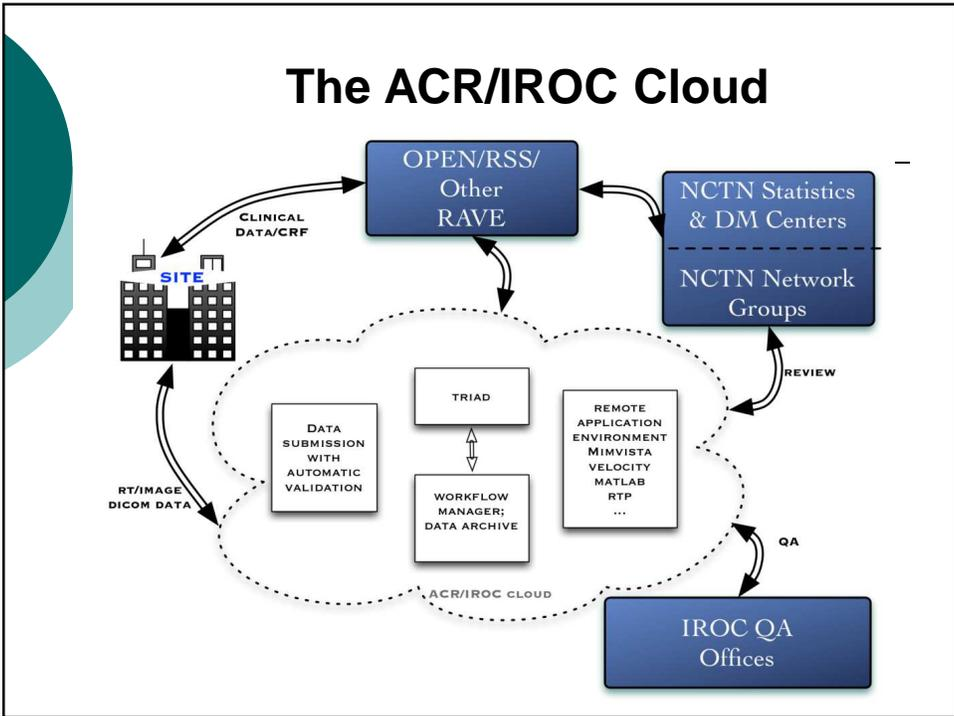 The ACR/IROC Cloud
OPEN/RSS/
Other
RAVE
NCTN Statistics
& DM Centers
NCTN Network
Groups
CLINICAL
DATA/CRF
SITE
REVIEW
TRIAD
DATA
SUBMISSION
WITH
AUTOMATIC
VALIDATION
REMOTE
APPLICATION
ENVIRONMENT
MIMVISTA
VELOCITY
MATLAB
RTP
...
WORKFLOW
MANAGER;
DATA ARCHIVE
RT/IMAGE
DICOM DATA
QA
ACR/IROC CLOUD
IROC QA
Offices